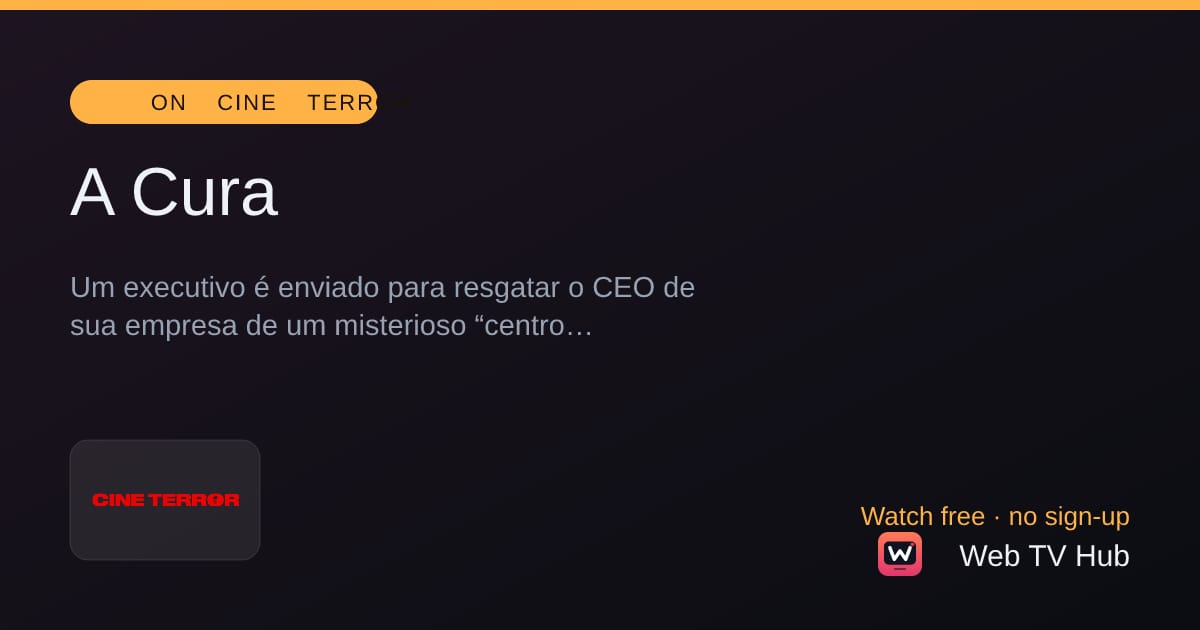 ON CINE TERROR
A Cura
Um executivo é enviado para resgatar o CEO de
sua empresa de um misterioso “centro…
CINE TERROR
Watch free · no sign-up
W
Web TV Hub